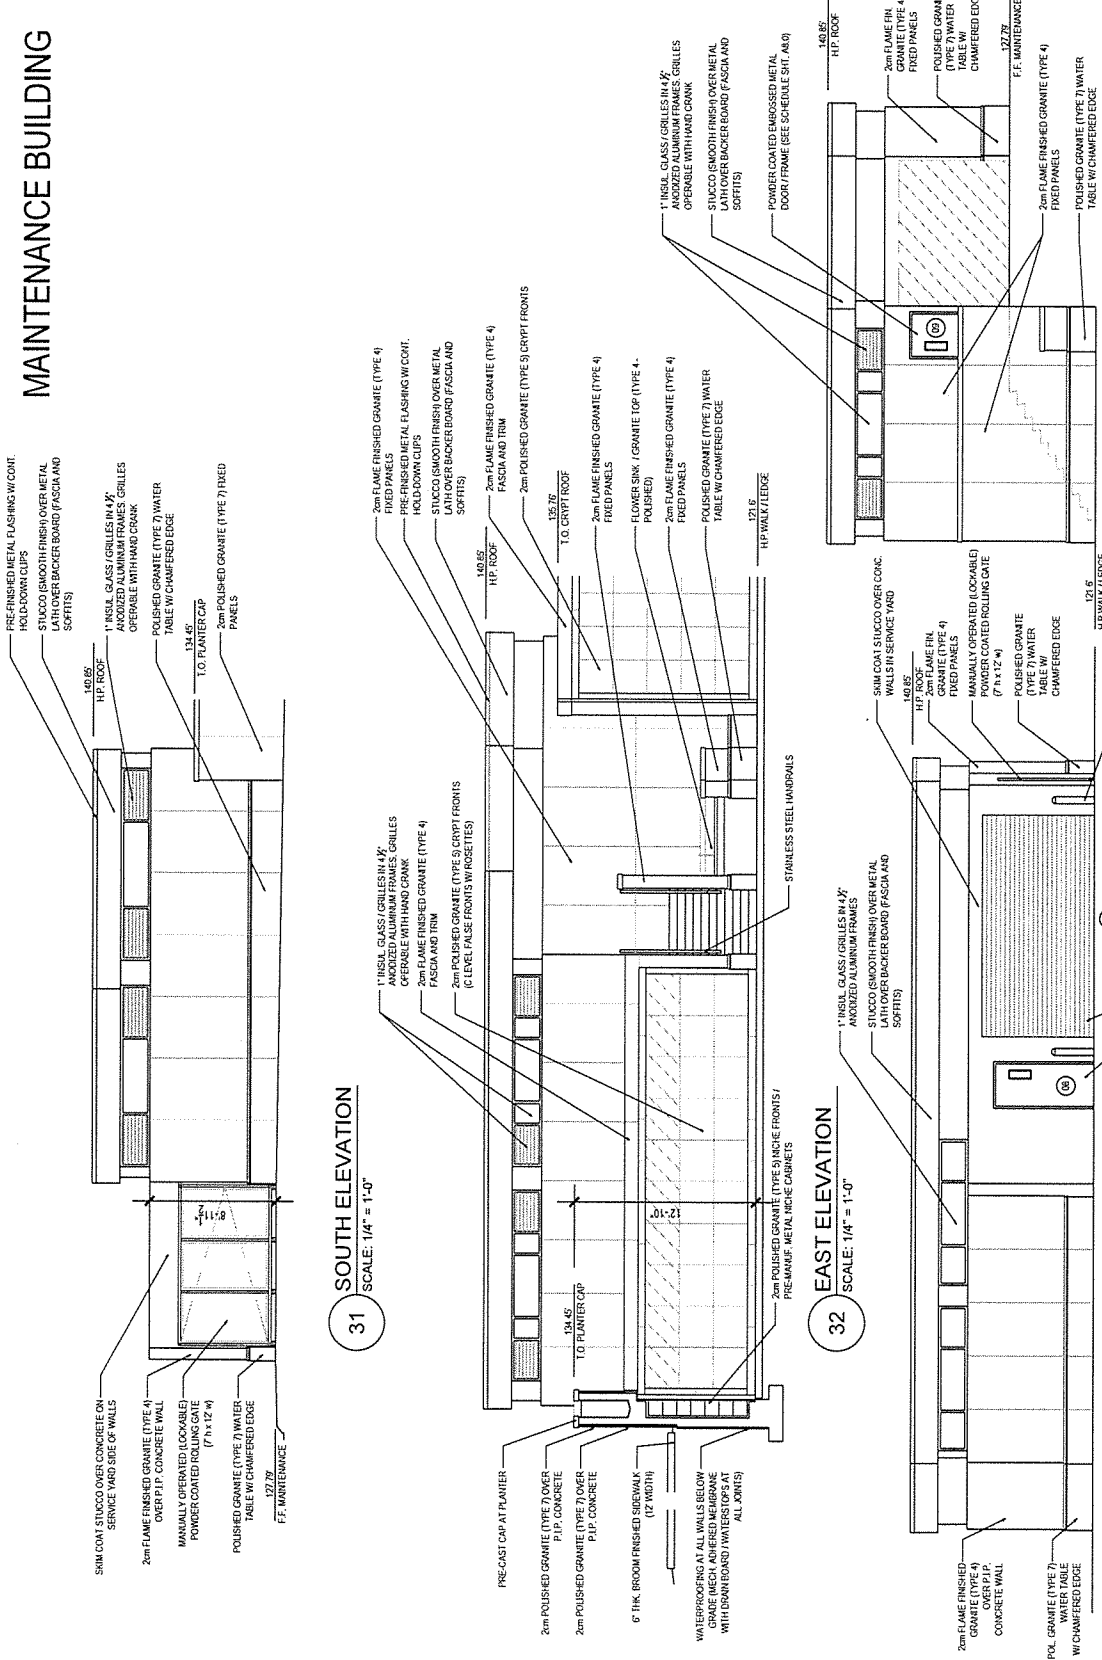 MAINTENANCE BUILDING
PRE-FINISHED METAL FLASHING W/ CONT.
HOLD-DOWN CLIPS
STUCCO (SMOOTH FINISH) OVER METAL
LATH OVER BACKER BOARD (FASCIA AND
SOFFITS)
1" INSUL. GLASS / GRILLES IN 4½"
ANODIZED ALUMINUM FRAMES. GRILLES
OPERABLE WITH HAND CRANK
POLISHED GRANITE (TYPE 7) WATER
TABLE W/ CHAMFERED EDGE
134.45'
T.O. PLANTER CAP
2cm POLISHED GRANITE (TYPE 7) FIXED
PANELS
140.85'
H.P. ROOF
8'-11½"
SKIM COAT STUCCO OVER CONCRETE ON
SERVICE YARD SIDE OF WALLS
2cm FLAME FINISHED GRANITE (TYPE 4)
OVER P.I.P. CONCRETE WALL
MANUALLY OPERATED (LOCKABLE)
POWDER COATED ROLLING GATE
(7' h x 12' w)
POLISHED GRANITE (TYPE 7) WATER
TABLE W/ CHAMFERED EDGE
127.79'
F.F. MAINTENANCE
31
SOUTH ELEVATION
SCALE: 1/4" = 1'-0"
2cm FLAME FINISHED GRANITE (TYPE 4)
FIXED PANELS
PRE-FINISHED METAL FLASHING W/ CONT.
HOLD-DOWN CLIPS
STUCCO (SMOOTH FINISH) OVER METAL
LATH OVER BACKER BOARD (FASCIA AND
SOFFITS)
140.85'
H.P. ROOF
2cm FLAME FINISHED GRANITE (TYPE 4)
FASCIA AND TRIM
2cm POLISHED GRANITE (TYPE 5) CRYPT FRONTS
135.76'
T.O. CRYPT ROOF
2cm FLAME FINISHED GRANITE (TYPE 4)
FIXED PANELS
FLOWER SINK / GRANITE TOP (TYPE 4 -
POLISHED)
2cm FLAME FINISHED GRANITE (TYPE 4)
FIXED PANELS
POLISHED GRANITE (TYPE 7) WATER
TABLE W/ CHAMFERED EDGE
121.6'
H.P. WALK / LEDGE
STAINLESS STEEL HANDRAILS
1" INSUL. GLASS / GRILLES IN 4½"
ANODIZED ALUMINUM FRAMES. GRILLES
OPERABLE WITH HAND CRANK
2cm FLAME FINISHED GRANITE (TYPE 4)
FASCIA AND TRIM
2cm POLISHED GRANITE (TYPE 5) CRYPT FRONTS
(C LEVEL FALSE FRONTS W/ ROSETTES)
134.45'
T.O. PLANTER CAP
12'-10"
2cm POLISHED GRANITE (TYPE 5) NICHE FRONTS /
PRE-MANUF. METAL NICHE CABINETS
PRE-CAST CAP AT PLANTER
2cm POLISHED GRANITE (TYPE 7) OVER
P.I.P. CONCRETE
2cm POLISHED GRANITE (TYPE 7) OVER
P.I.P. CONCRETE
6" THK. BROOM FINISHED SIDEWALK
(12' WIDTH)
WATERPROOFING AT ALL WALLS BELOW
GRADE (MECH. ADHERED MEMBRANE
WITH DRAIN BOARD / WATERSTOPS AT
ALL JOINTS)
32
EAST ELEVATION
SCALE: 1/4" = 1'-0"
1" INSUL. GLASS / GRILLES IN 4½"
ANODIZED ALUMINUM FRAMES. GRILLES
OPERABLE WITH HAND CRANK
STUCCO (SMOOTH FINISH) OVER METAL
LATH OVER BACKER BOARD (FASCIA AND
SOFFITS)
POWDER COATED EMBOSSED METAL
DOOR / FRAME (SEE SCHEDULE SHT. A8.0)
140.85'
H.P. ROOF
2cm FLAME FIN.
GRANITE (TYPE 4)
FIXED PANELS
POLISHED GRANITE
(TYPE 7) WATER
TABLE W/
CHAMFERED EDGE
127.79'
F.F. MAINTENANCE
09
2cm FLAME FINISHED GRANITE (TYPE 4)
FIXED PANELS
POLISHED GRANITE (TYPE 7) WATER
TABLE W/ CHAMFERED EDGE
121.6'
H.P. WALK / LEDGE
SKIM COAT STUCCO OVER CONC.
WALLS IN SERVICE YARD
140.85'
H.P. ROOF
2cm FLAME FIN.
GRANITE (TYPE 4)
FIXED PANELS
MANUALLY OPERATED (LOCKABLE)
POWDER COATED ROLLING GATE
(7' h x 12' w)
POLISHED GRANITE
(TYPE 7) WATER
TABLE W/
CHAMFERED EDGE
1" INSUL. GLASS / GRILLES IN 4½"
ANODIZED ALUMINUM FRAMES
STUCCO (SMOOTH FINISH) OVER METAL
LATH OVER BACKER BOARD (FASCIA AND
SOFFITS)
08
2cm FLAME FINISHED
GRANITE (TYPE 4)
OVER P.I.P.
CONCRETE WALL
POL. GRANITE (TYPE 7)
WATER TABLE
W/ CHAMFERED EDGE